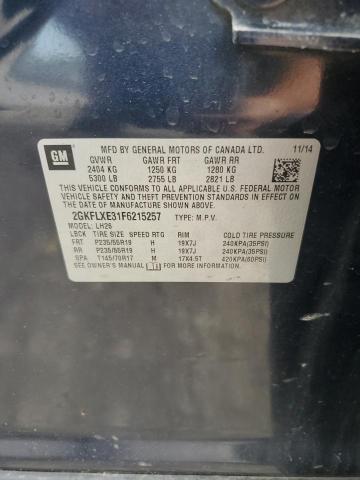 GM
MFD BY GENERAL MOTORS OF CANADA LTD. 11/14
GVWR GAWR FRT GAWR RR
2404 KG 1250 KG 1280 KG
5300 LB 2755 LB 2821 LB
THIS VEHICLE CONFORMS TO ALL APPLICABLE U.S. FEDERAL
MOTOR VEHICLE SAFETY AND THEFT PREVENTION STANDARDS
IN EFFECT ON THE DATE OF MANUFACTURE SHOWN ABOVE.
2GKFLXE31F6215257 TYPE: M.P.V.
MODEL: LH26
LBCK TIRE SIZE SPEED RTG RIM COLD TIRE PRESSURE
FRT P235/55R19 H 19X7J 240KPA(35PSI)
RR P235/55R19 H 19X7J 240KPA(35PSI)
SPA T145/70R17 M 17X4.5T 420KPA(60PSI)
SEE OWNER'S MANUAL FOR MORE INFORMATION.